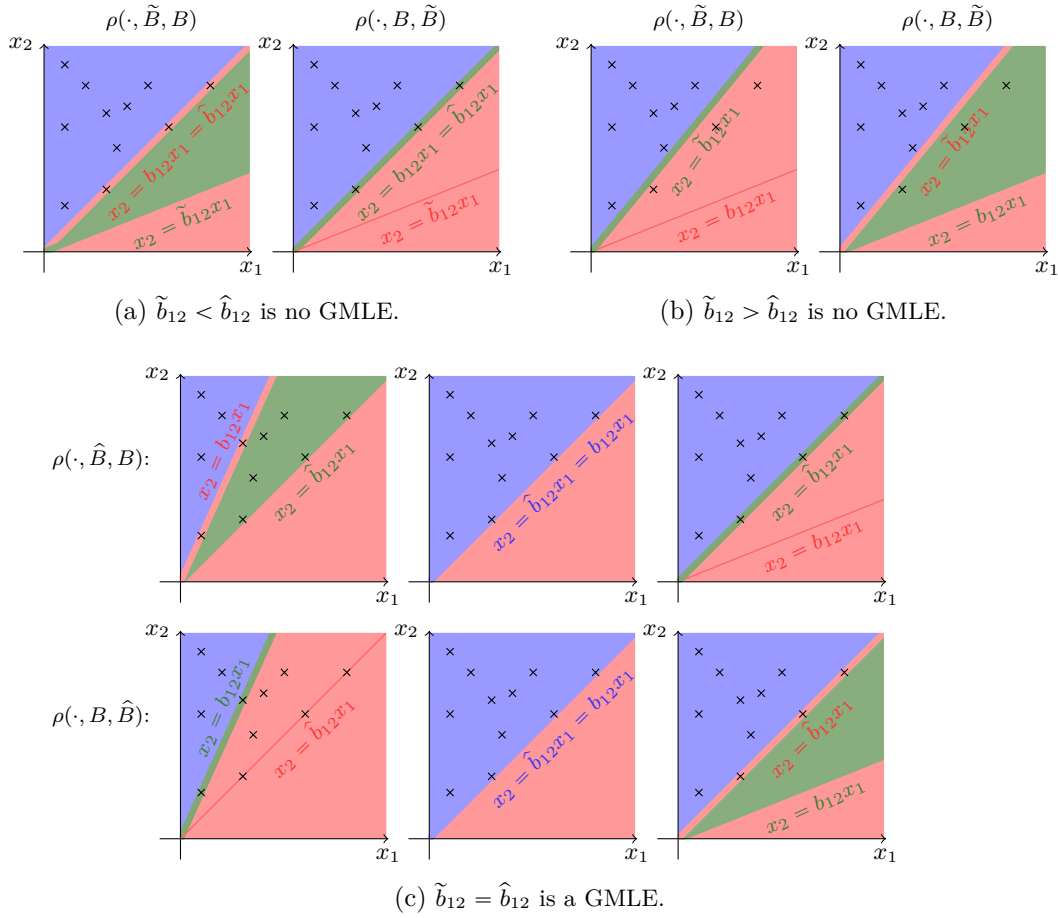 ρ(·, B̃, B) ρ(·, B, B̃) ρ(·, B̃, B) ρ(·, B, B̃)
x₂ x₂ = b₁₂x₁ = b̂₁₂x₁ x₂ = b̃₁₂x₁ x₁
x₂ = b₁₂x₁ = b̂₁₂x₁ x₂ = b̃₁₂x₁ x₁
x₂ x₂ = b̃₁₂x₁ x₂ = b₁₂x₁ x₁
x₂ = b̃₁₂x₁ x₂ = b₁₂x₁ x₁
(a) b̃₁₂ < b̂₁₂ is no GMLE.
(b) b̃₁₂ > b̂₁₂ is no GMLE.
ρ(·, B̂, B):
x₂ x₂ = b₁₂x₁ x₂ = b̂₁₂x₁ x₁
x₂ x₂ = b̂₁₂x₁ = b₁₂x₁ x₁
x₂ x₂ = b̂₁₂x₁ x₂ = b₁₂x₁ x₁
ρ(·, B, B̂):
x₂ x₂ = b₁₂x₁ x₂ = b̂₁₂x₁ x₁
x₂ x₂ = b̂₁₂x₁ = b₁₂x₁ x₁
x₂ x₂ = b̂₁₂x₁ x₂ = b₁₂x₁ x₁
(c) b̃₁₂ = b̂₁₂ is a GMLE.